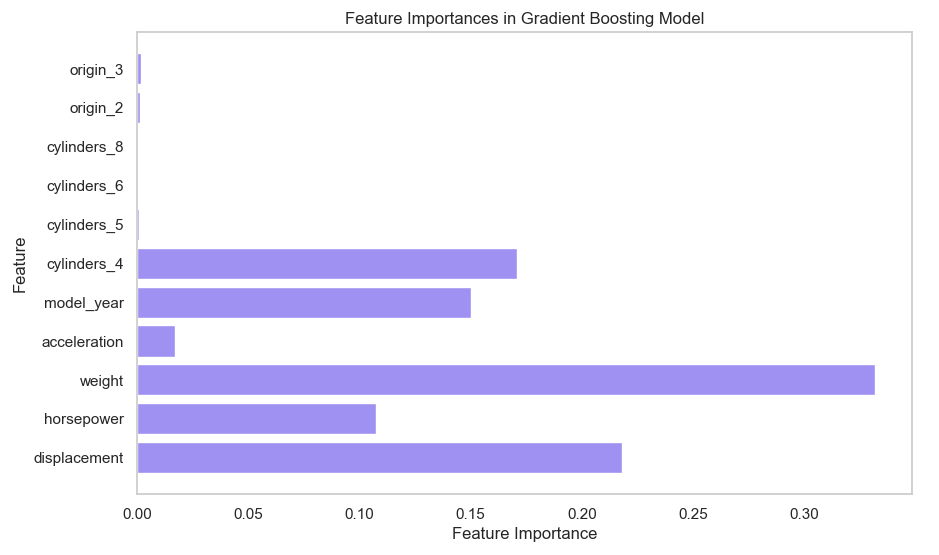 Feature Importances in Gradient Boosting Model
origin_3
origin_2
cylinders_8
cylinders_6
cylinders_5
cylinders_4
model_year
acceleration
weight
horsepower
displacement
Feature
0.00 0.05 0.10 0.15 0.20 0.25 0.30
Feature Importance